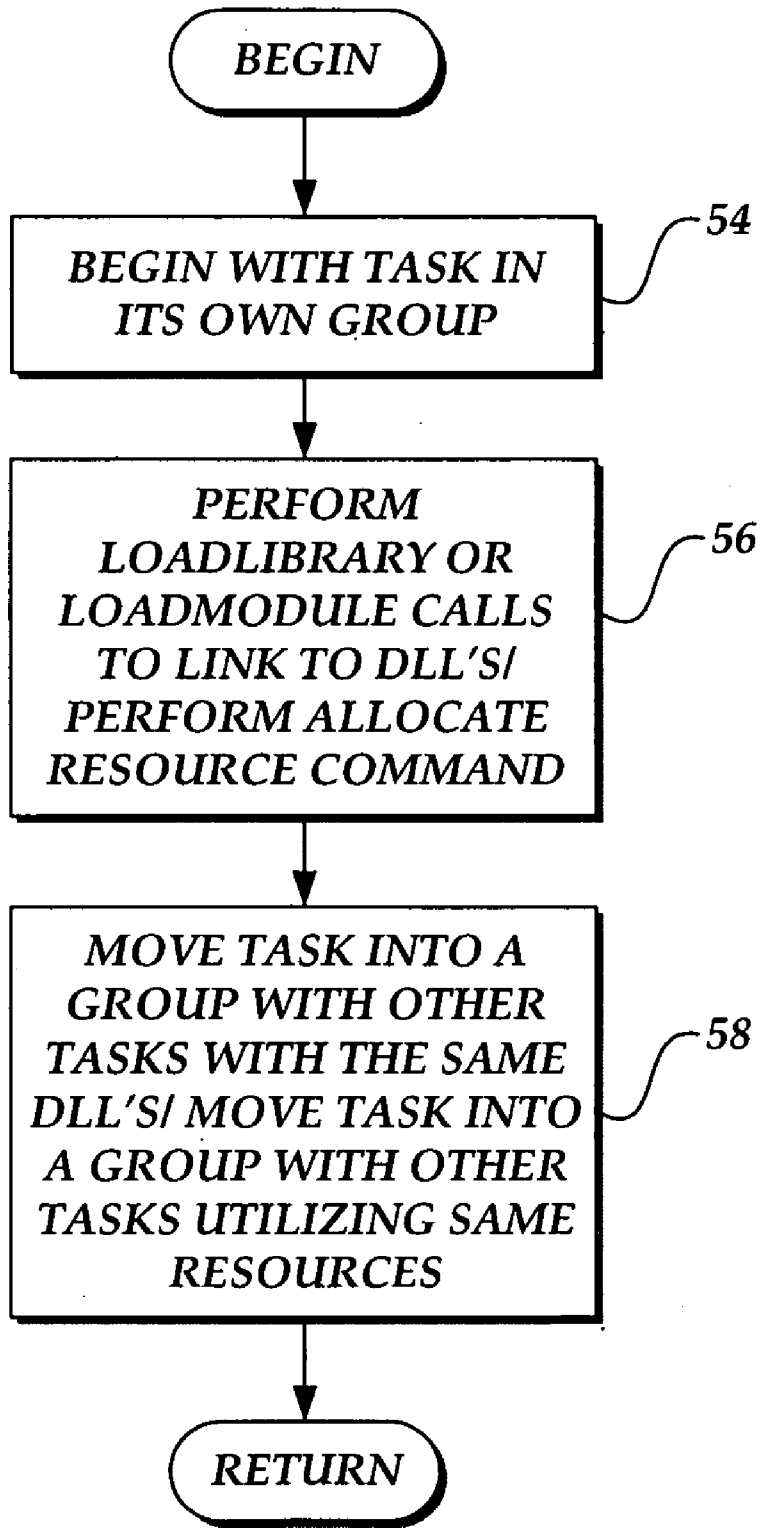 BEGIN
BEGIN WITH TASK IN
ITS OWN GROUP
54
PERFORM
LOADLIBRARY OR
LOADMODULE CALLS
TO LINK TO DLL'S/
PERFORM ALLOCATE
RESOURCE COMMAND
56
MOVE TASK INTO A
GROUP WITH OTHER
TASKS WITH THE SAME
DLL'S/ MOVE TASK INTO
A GROUP WITH OTHER
TASKS UTILIZING SAME
RESOURCES
58
RETURN